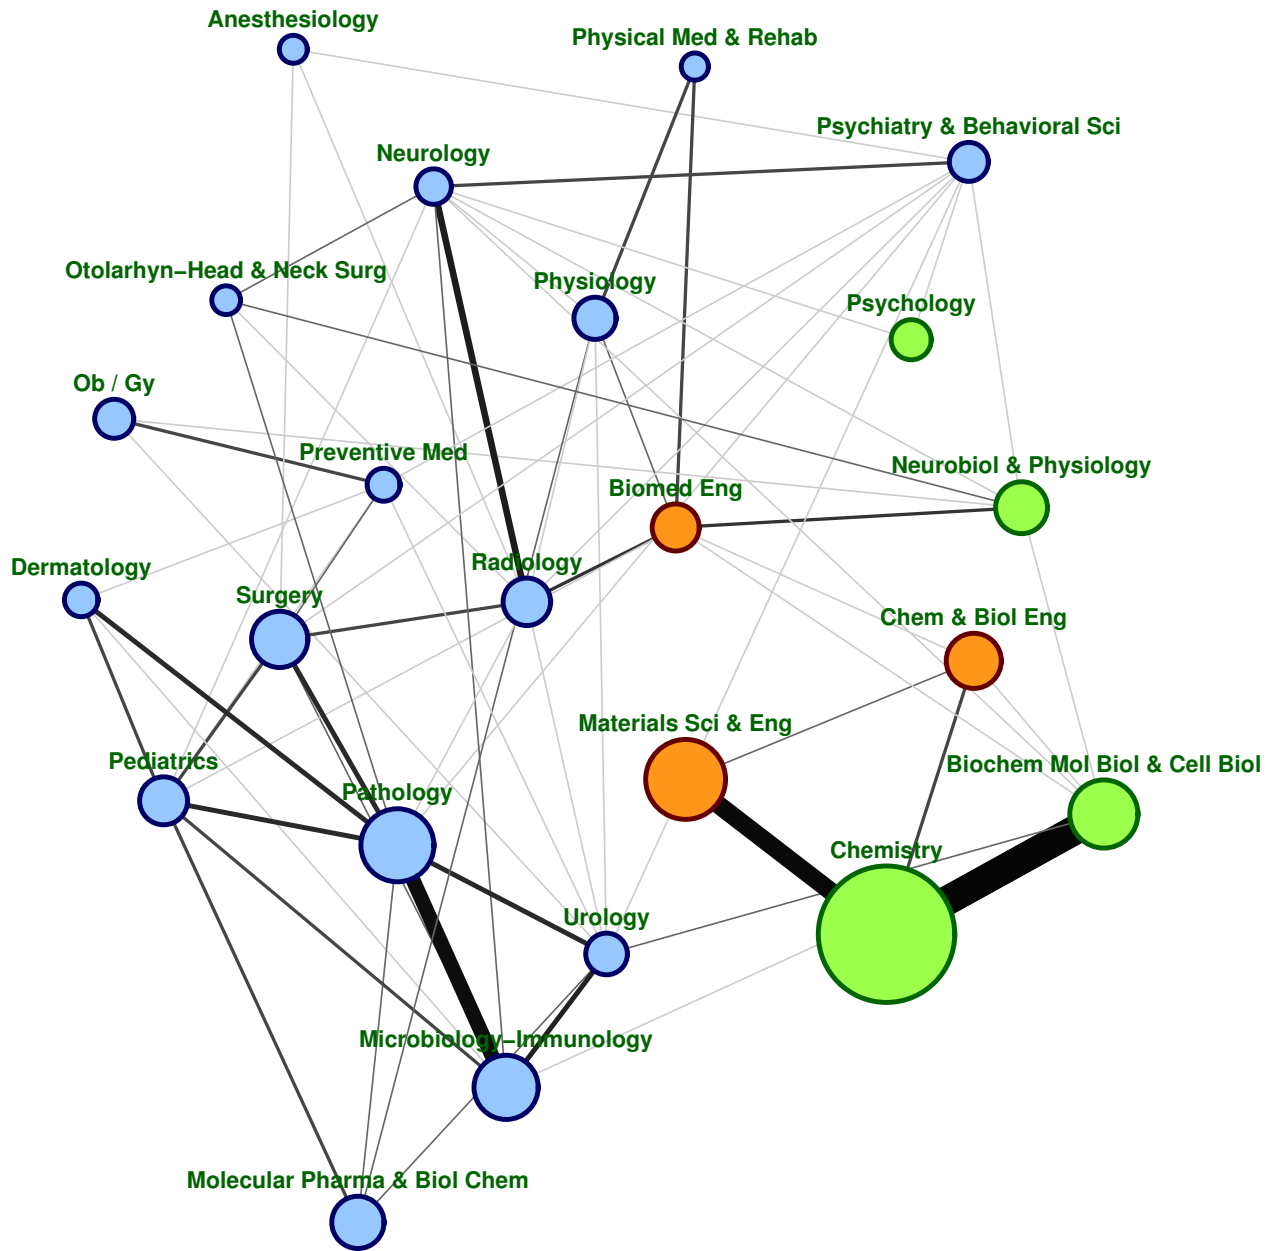 Anesthesiology
Physical Med & Rehab
Psychiatry & Behavioral Sci
Neurology
Otolarhyn−Head & Neck Surg
Physiology
Psychology
Ob / Gy
Preventive Med
Neurobiol & Physiology
Biomed Eng
Dermatology
Radiology
Surgery
Chem & Biol Eng
Materials Sci & Eng
Pediatrics
Biochem Mol Biol & Cell Biol
Pathology
Chemistry
Urology
Microbiology−Immunology
Molecular Pharma & Biol Chem